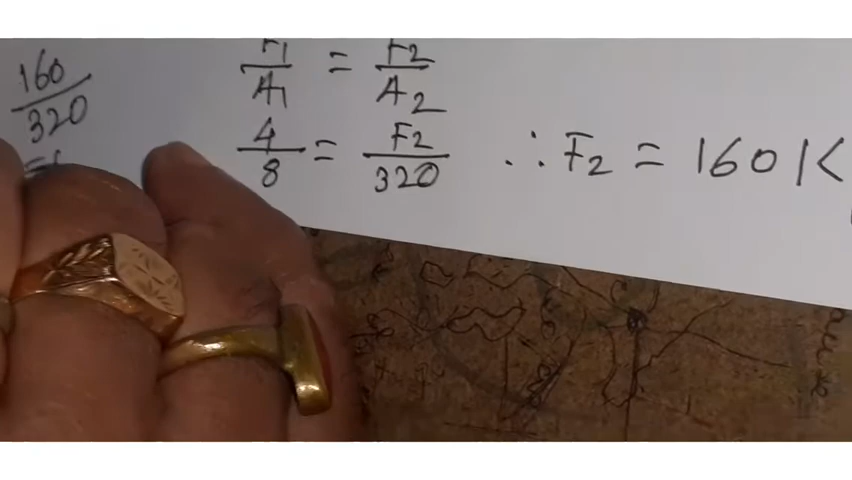 160/320
F1/A1 = F2/A2
4/8 = F2/320 ∴ F2 = 160 K